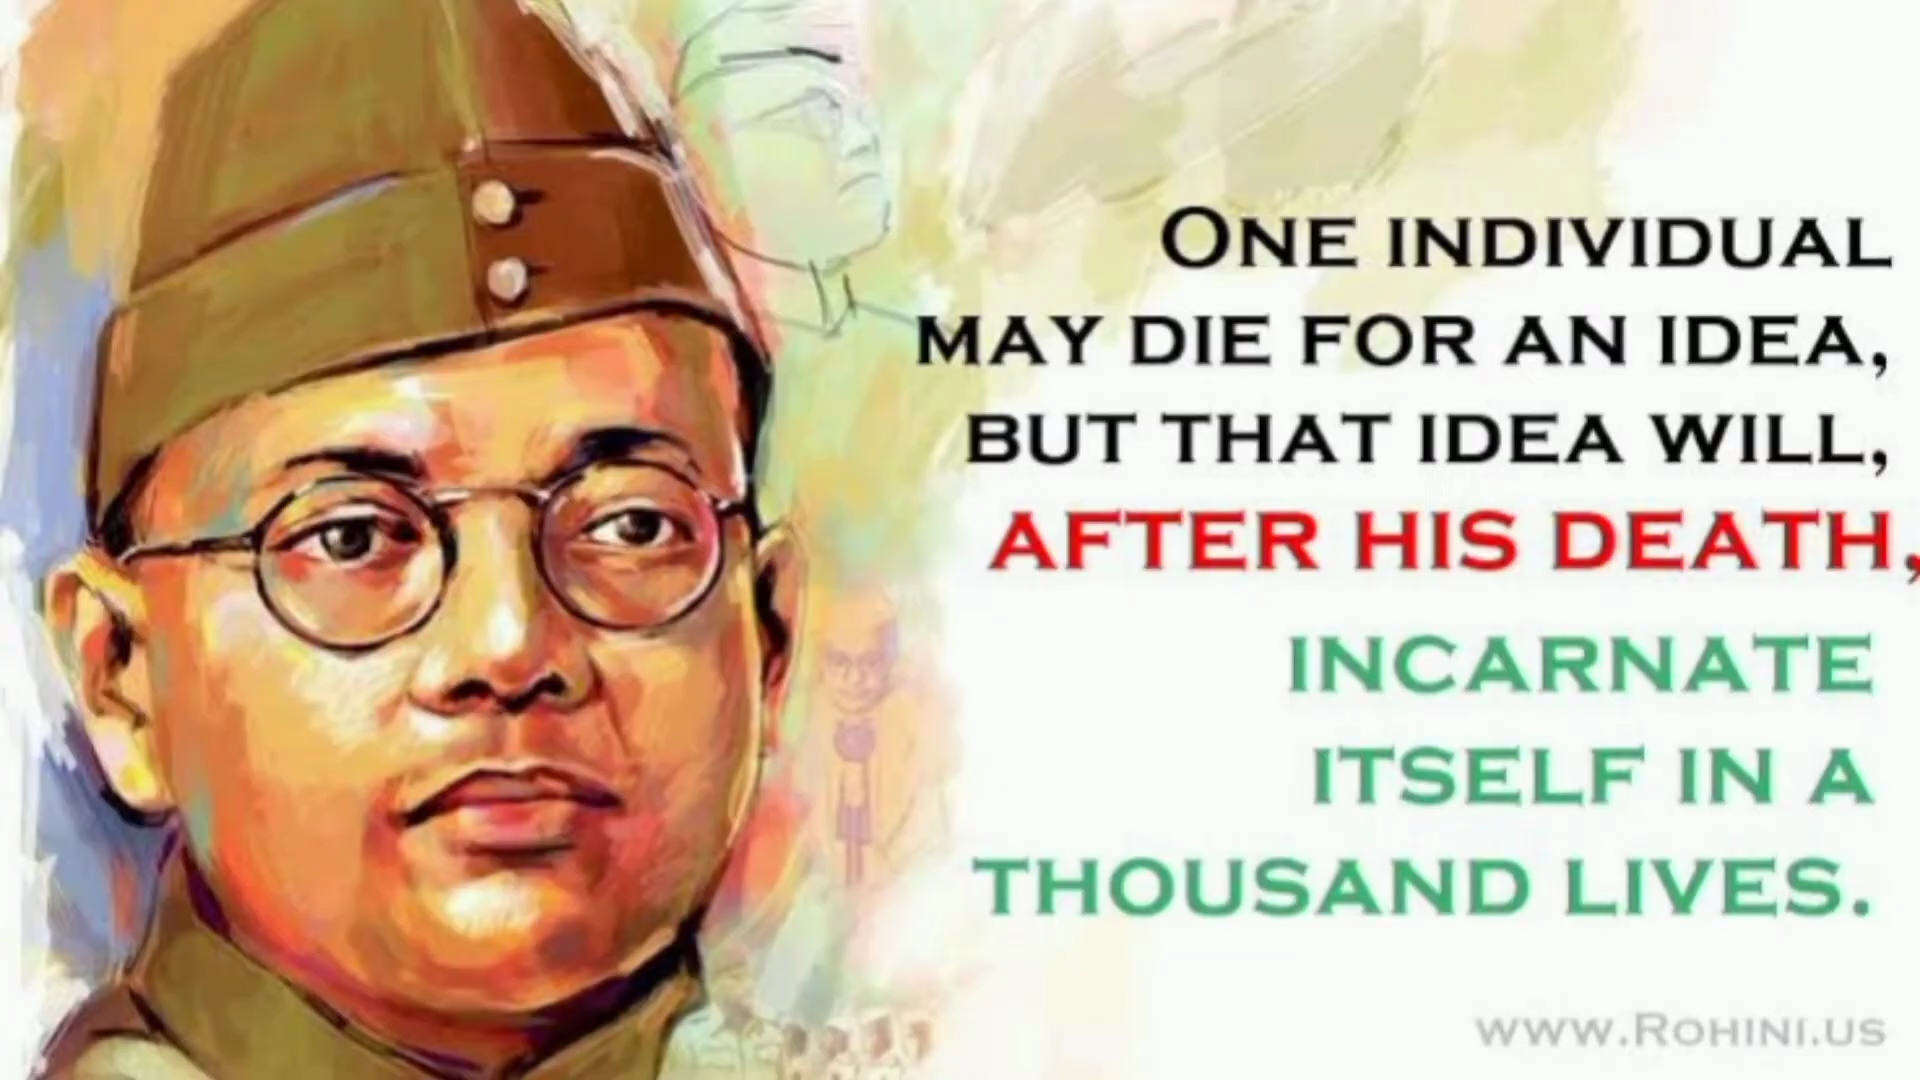 ONE INDIVIDUAL
MAY DIE FOR AN IDEA,
BUT THAT IDEA WILL,
AFTER HIS DEATH,
INCARNATE
ITSELF IN A
THOUSAND LIVES.
WWW.ROHINI.US